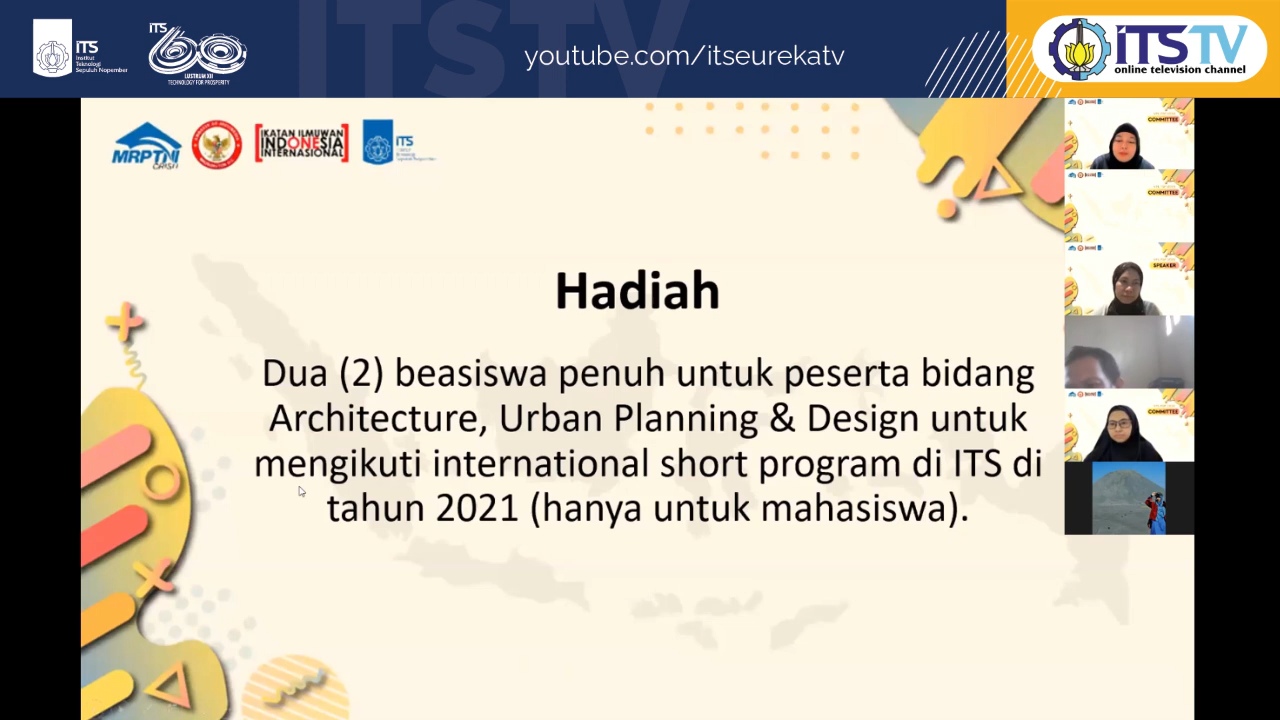 iTS
Institut
Teknologi
Sepuluh Nopember
iTS
60
LUSTRUM XII
TECHNOLOGY FOR PROSPERITY
youtube.com/itseurekatv
iTSTV
online television channel
MRPTNI
IKATAN ILMUWAN
INDONESIA
INTERNASIONAL
ITS
COMMITTEE
COMMITTEE
SPEAKER
COMMITTEE
Hadiah
Dua (2) beasiswa penuh untuk peserta bidang
Architecture, Urban Planning & Design untuk
mengikuti international short program di ITS di
tahun 2021 (hanya untuk mahasiswa).